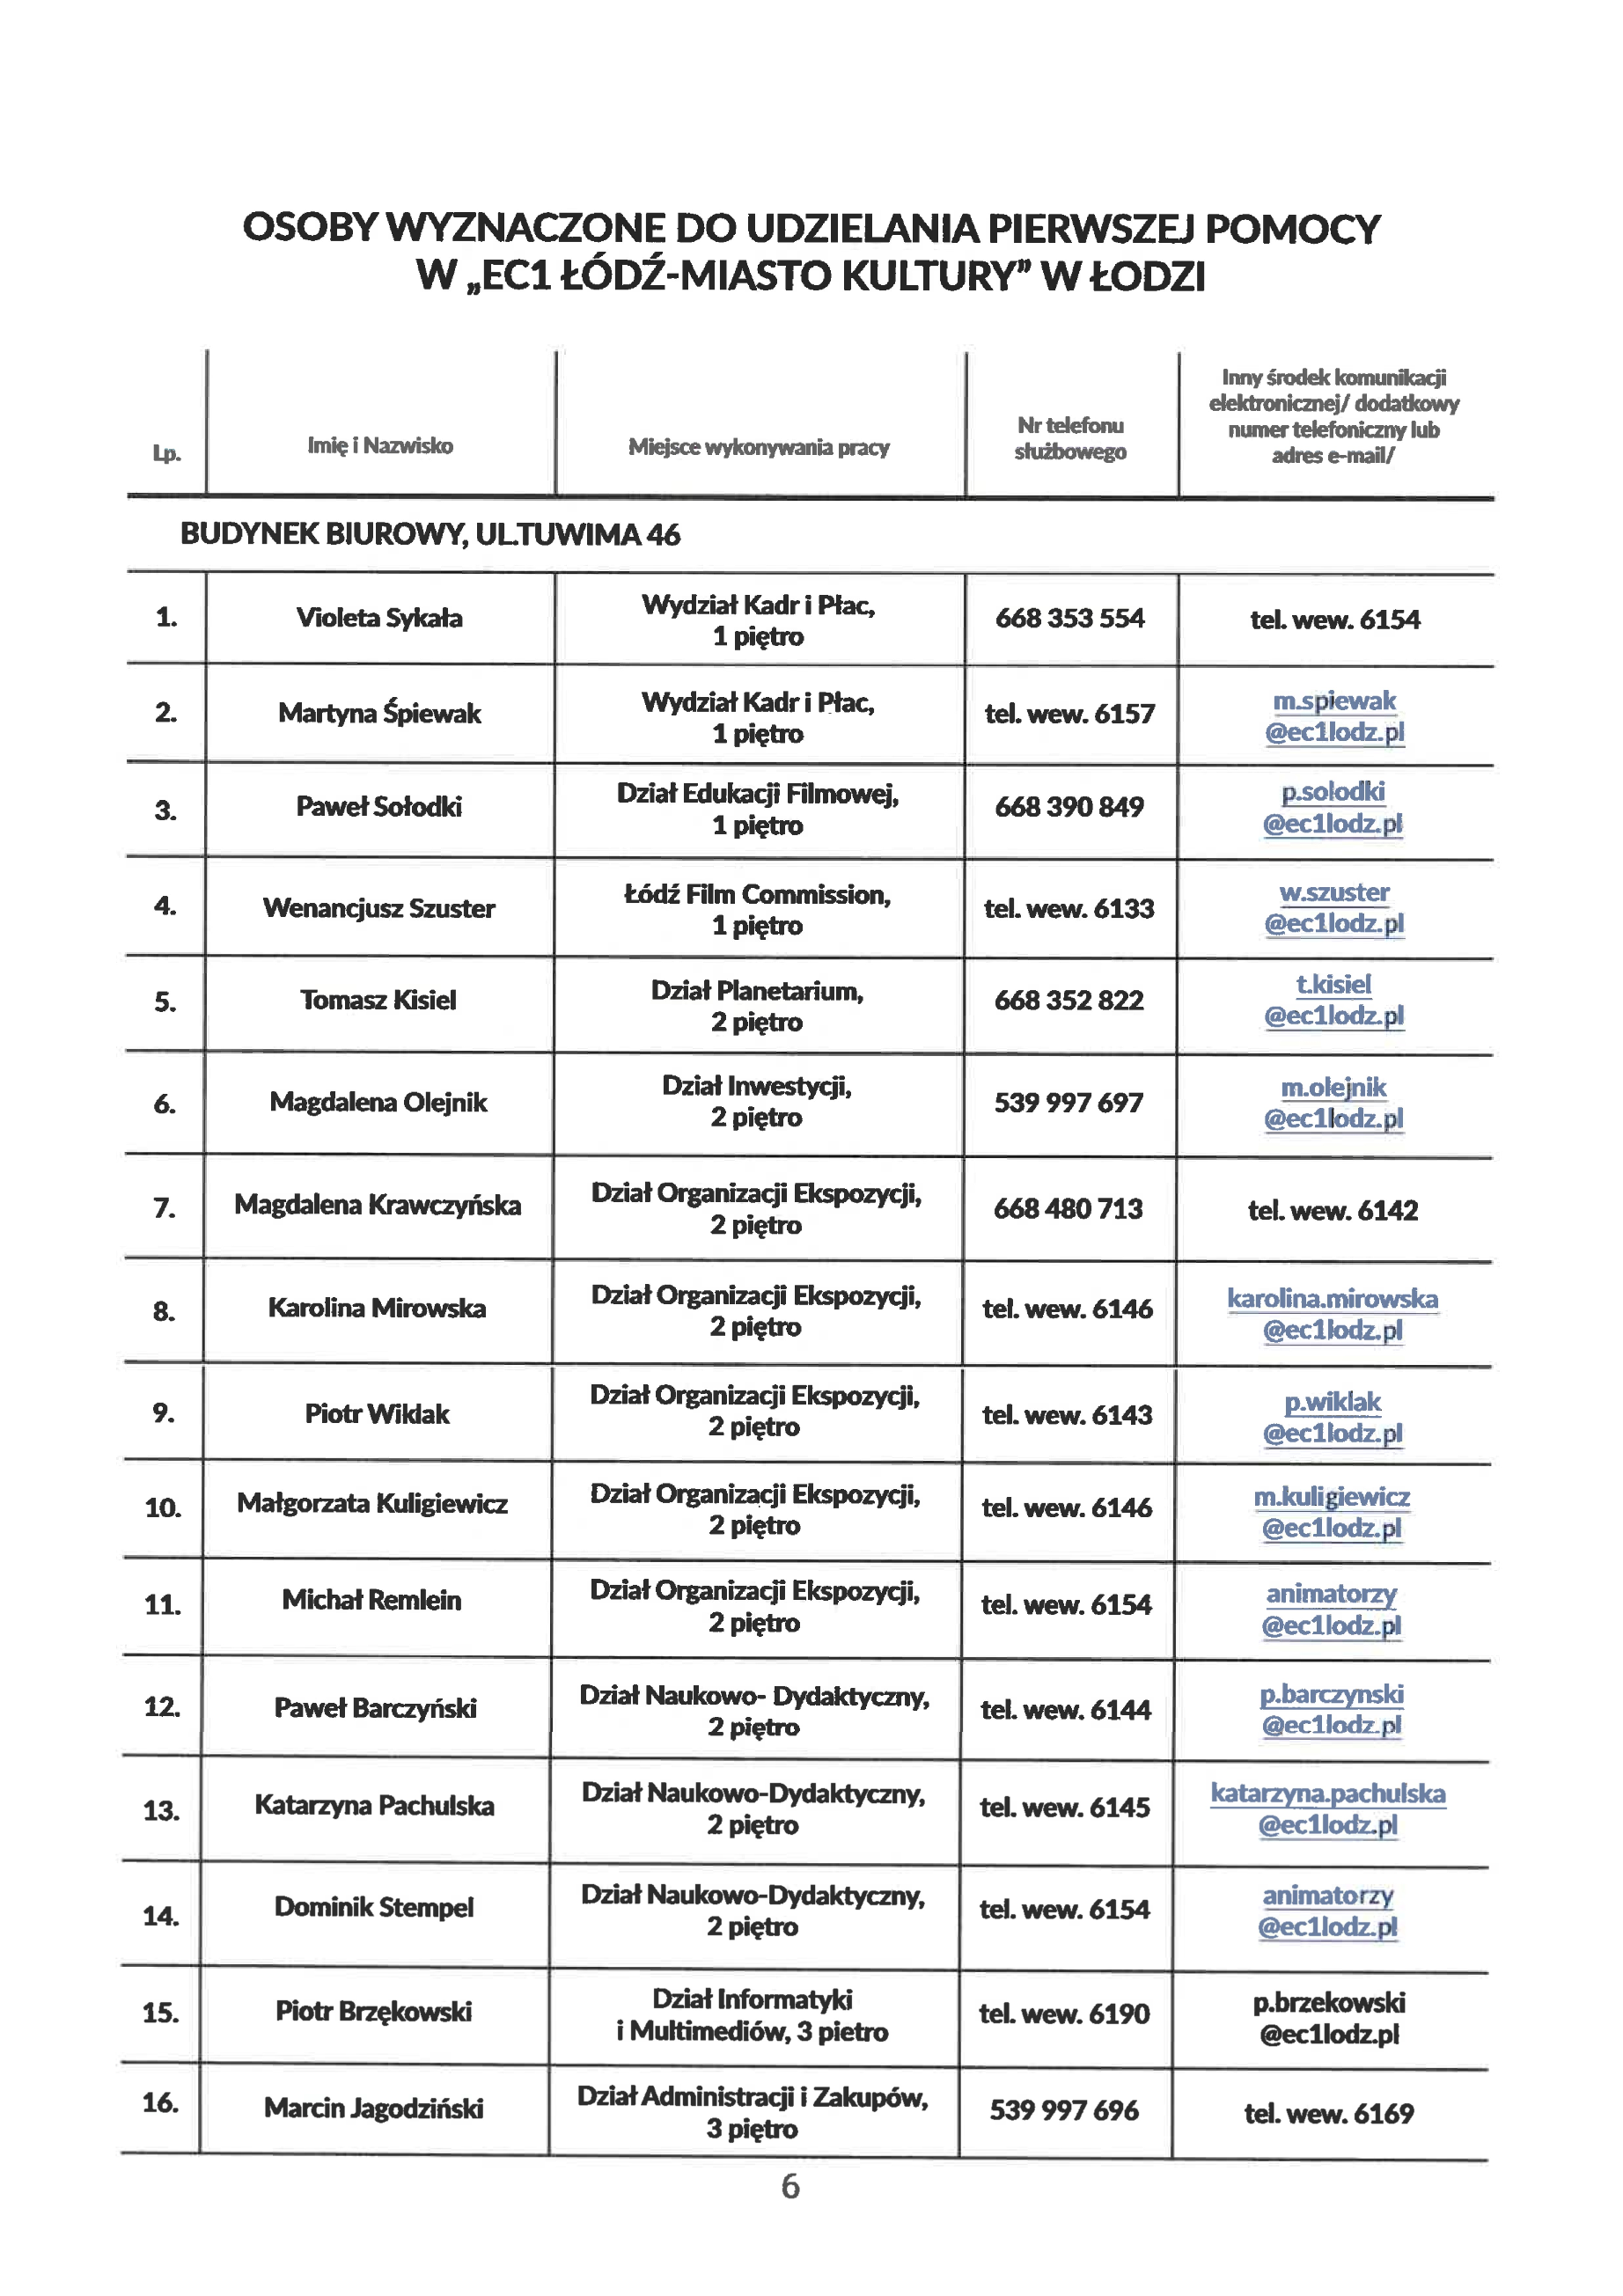 OSOBY WYZNACZONE DO UDZIELANIA PIERWSZEJ POMOCY
W „EC1 ŁÓDŹ-MIASTO KULTURY” W ŁODZI
Lp.
Imię i Nazwisko
Miejsce wykonywania pracy
Nr telefonu
służbowego
Inny środek komunikacji
elektronicznej/ dodatkowy
numer telefoniczny lub
adres e-mail/
BUDYNEK BIUROWY, UL.TUWIMA 46
1.
Violeta Sykała
Wydział Kadr i Płac,
1 piętro
668 353 554
tel. wew. 6154
2.
Martyna Śpiewak
Wydział Kadr i Płac,
1 piętro
tel. wew. 6157
m.spiewak
@ec1lodz.pl
3.
Paweł Sołodki
Dział Edukacji Filmowej,
1 piętro
668 390 849
p.solodki
@ec1lodz.pl
4.
Wenancjusz Szuster
Łódź Film Commission,
1 piętro
tel. wew. 6133
w.szuster
@ec1lodz.pl
5.
Tomasz Kisiel
Dział Planetarium,
2 piętro
668 352 822
t.kisiel
@ec1lodz.pl
6.
Magdalena Olejnik
Dział Inwestycji,
2 piętro
539 997 697
m.olejnik
@ec1lodz.pl
7.
Magdalena Krawczyńska
Dział Organizacji Ekspozycji,
2 piętro
668 480 713
tel. wew. 6142
8.
Karolina Mirowska
Dział Organizacji Ekspozycji,
2 piętro
tel. wew. 6146
karolina.mirowska
@ec1lodz.pl
9.
Piotr Wiklak
Dział Organizacji Ekspozycji,
2 piętro
tel. wew. 6143
p.wiklak
@ec1lodz.pl
10.
Małgorzata Kuligiewicz
Dział Organizacji Ekspozycji,
2 piętro
tel. wew. 6146
m.kuligiewicz
@ec1lodz.pl
11.
Michał Remlein
Dział Organizacji Ekspozycji,
2 piętro
tel. wew. 6154
animatorzy
@ec1lodz.pl
12.
Paweł Barczyński
Dział Naukowo- Dydaktyczny,
2 piętro
tel. wew. 6144
p.barczynski
@ec1lodz.pl
13.
Katarzyna Pachulska
Dział Naukowo-Dydaktyczny,
2 piętro
tel. wew. 6145
katarzyna.pachulska
@ec1lodz.pl
14.
Dominik Stempel
Dział Naukowo-Dydaktyczny,
2 piętro
tel. wew. 6154
animatorzy
@ec1lodz.pl
15.
Piotr Brzękowski
Dział Informatyki
i Multimediów, 3 pietro
tel. wew. 6190
p.brzekowski
@ec1lodz.pl
16.
Marcin Jagodziński
Dział Administracji i Zakupów,
3 piętro
539 997 696
tel. wew. 6169
6